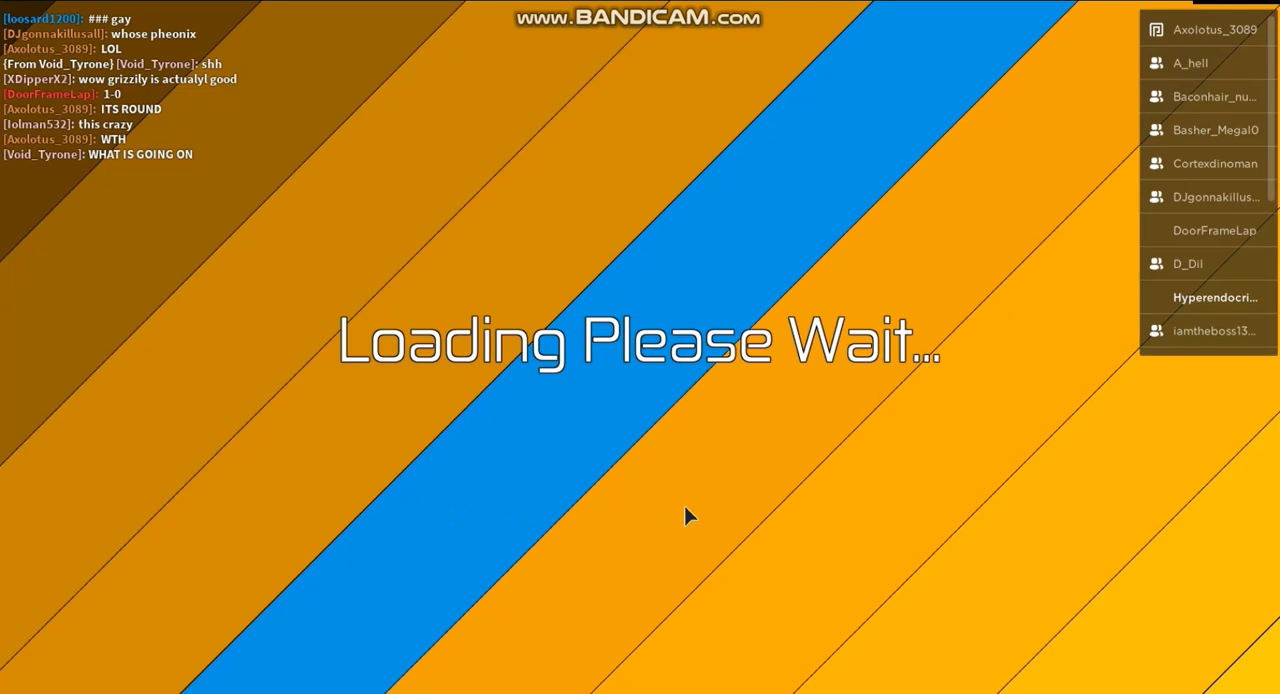 www.BANDICAM.com
[loosard1200]: ### gay
[DJgonnakillusall]: whose pheonix
[Axolotus_3089]: LOL
{From Void_Tyrone} [Void_Tyrone]: shh
[XDipperX2]: wow grizzily is actualyl good
[DoorFrameLap]: 1-0
[Axolotus_3089]: ITS ROUND
[Iolman532]: this crazy
[Axolotus_3089]: WTH
[Void_Tyrone]: WHAT IS GOING ON
Loading Please Wait...
Axolotus_3089
A_hell
Baconhair_nu...
Basher_Megal0
Cortexdinoman
DJgonnakillus...
DoorFrameLap
D_Dil
Hyperendocri...
iamtheboss13...